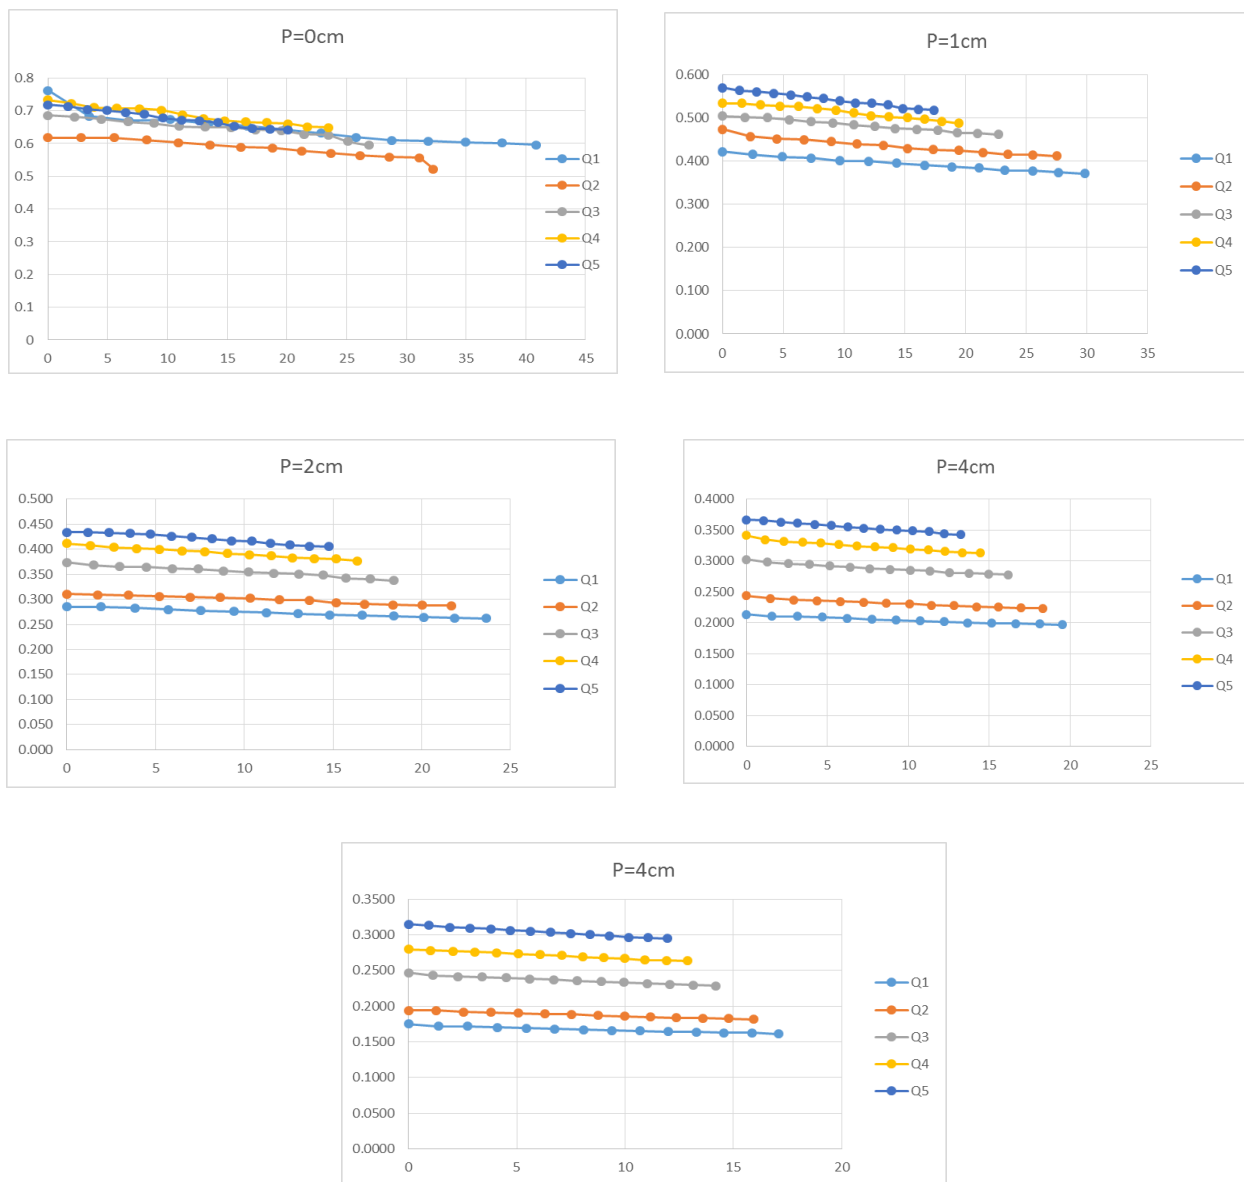 P=0cm
0.8
0.7
0.6
0.5
0.4
0.3
0.2
0.1
0
0 5 10 15 20 25 30 35 40 45
Q1
Q2
Q3
Q4
Q5
P=1cm
0.600
0.500
0.400
0.300
0.200
0.100
0.000
0 5 10 15 20 25 30 35
Q1
Q2
Q3
Q4
Q5
P=2cm
0.500
0.450
0.400
0.350
0.300
0.250
0.200
0.150
0.100
0.050
0.000
0 5 10 15 20 25
Q1
Q2
Q3
Q4
Q5
P=4cm
0.4000
0.3500
0.3000
0.2500
0.2000
0.1500
0.1000
0.0500
0.0000
0 5 10 15 20 25
Q1
Q2
Q3
Q4
Q5
P=4cm
0.3500
0.3000
0.2500
0.2000
0.1500
0.1000
0.0500
0.0000
0 5 10 15 20
Q1
Q2
Q3
Q4
Q5